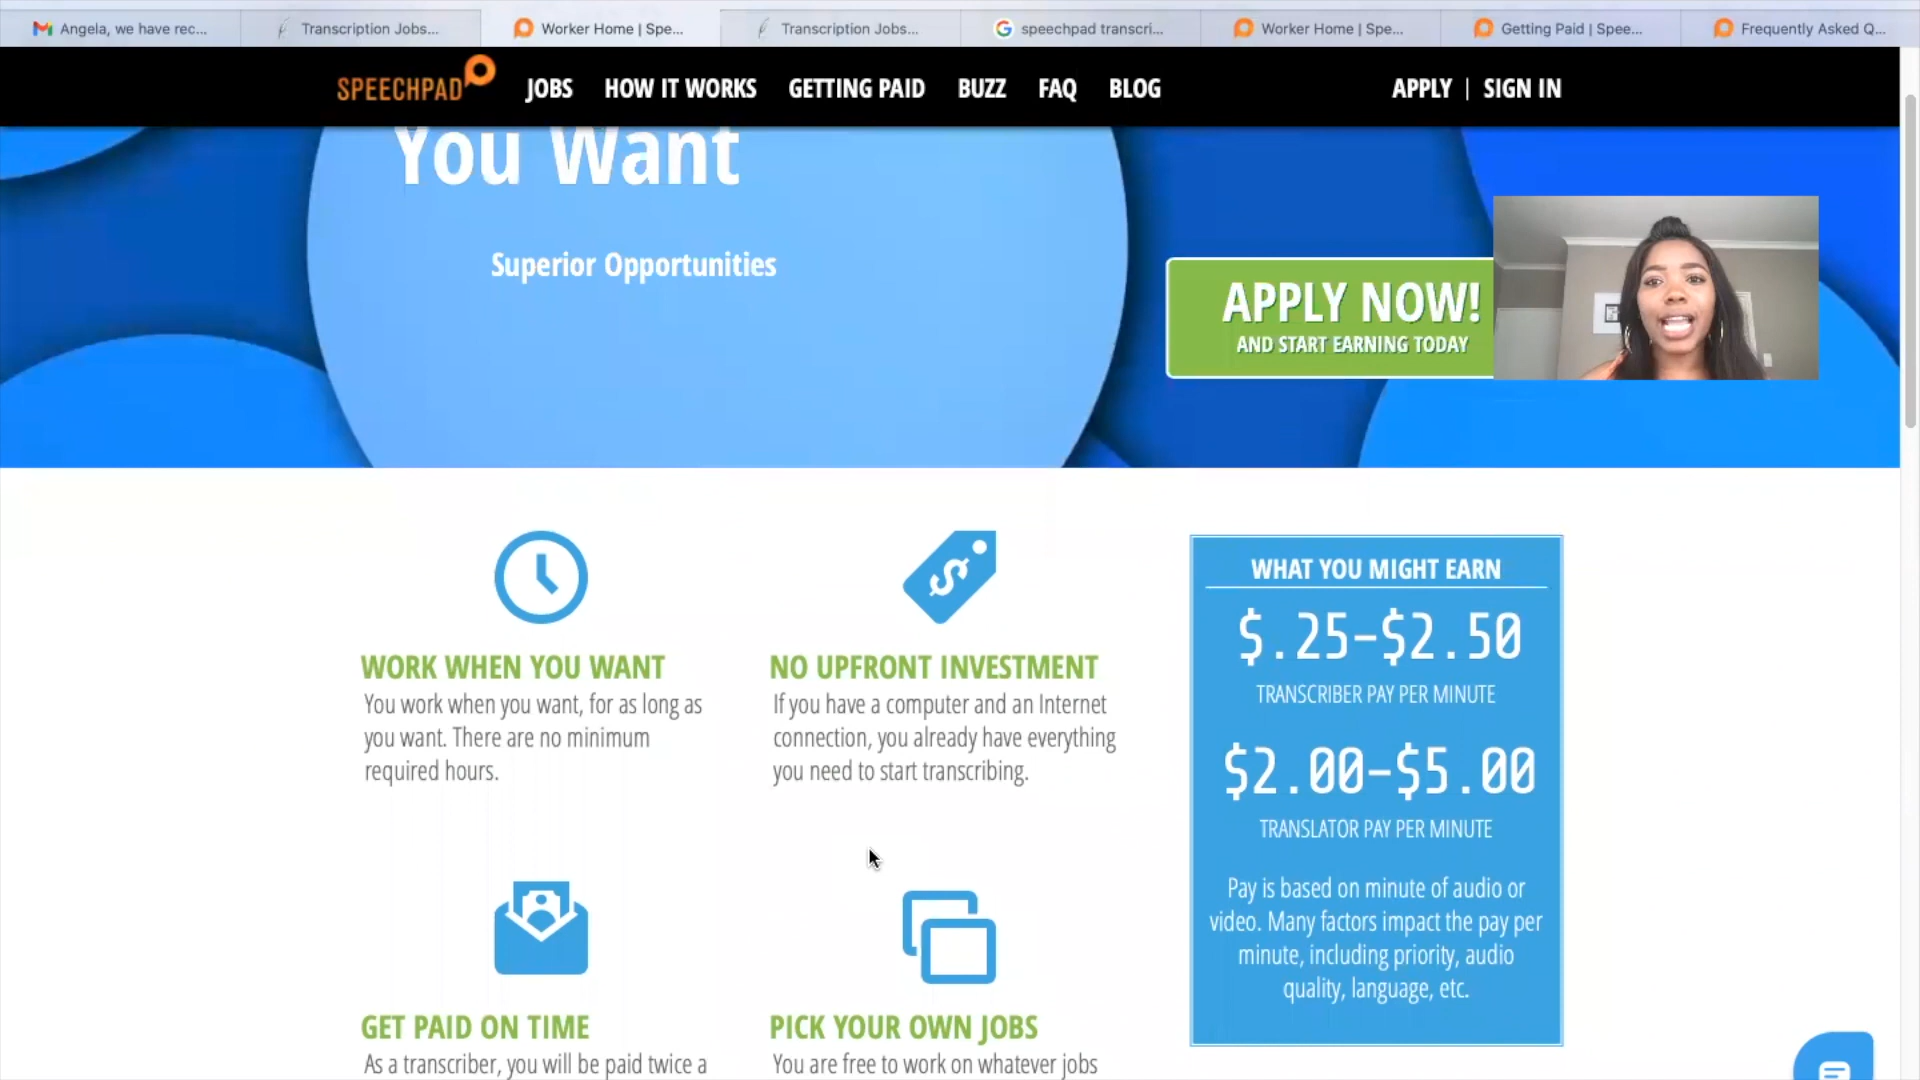 Angela, we have rec...
Transcription Jobs...
Worker Home | Spe...
Transcription Jobs...
speechpad transcri...
Worker Home | Spe...
Getting Paid | Spee...
Frequently Asked Q...
SPEECHPAD
JOBS
HOW IT WORKS
GETTING PAID
BUZZ
FAQ
BLOG
APPLY | SIGN IN
You Want
Superior Opportunities
APPLY NOW!
AND START EARNING TODAY
WORK WHEN YOU WANT
You work when you want, for as long as
you want. There are no minimum
required hours.
NO UPFRONT INVESTMENT
If you have a computer and an Internet
connection, you already have everything
you need to start transcribing.
WHAT YOU MIGHT EARN
$.25-$2.50
TRANSCRIBER PAY PER MINUTE
$2.00-$5.00
TRANSLATOR PAY PER MINUTE
Pay is based on minute of audio or
video. Many factors impact the pay per
minute, including priority, audio
quality, language, etc.
GET PAID ON TIME
As a transcriber, you will be paid twice a
PICK YOUR OWN JOBS
You are free to work on whatever jobs